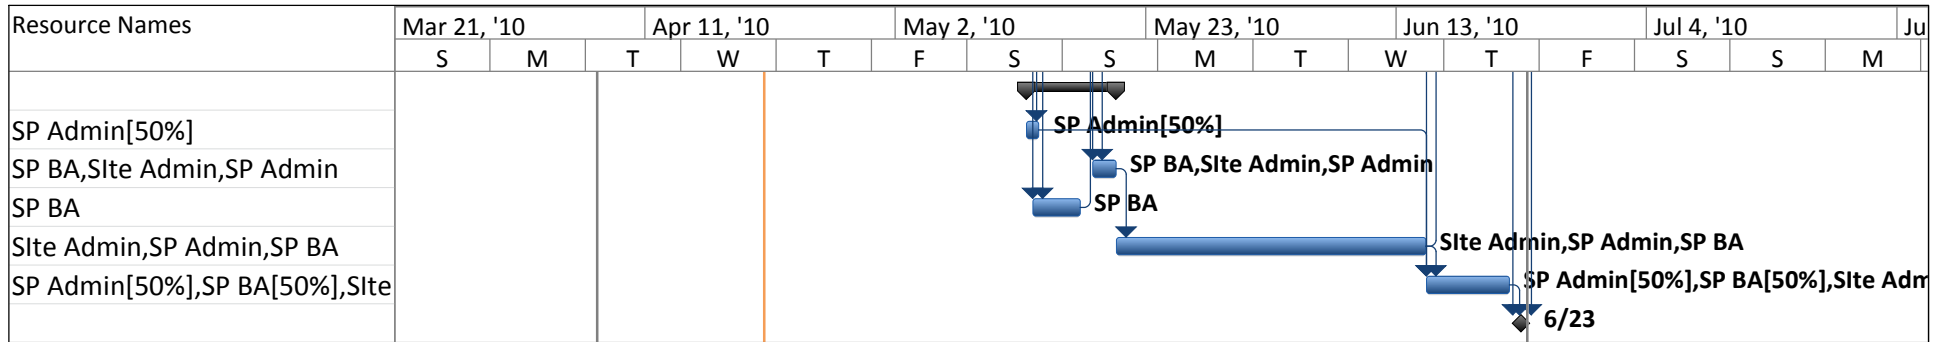 Resource Names
Mar 21, '10 Apr 11, '10 May 2, '10 May 23, '10 Jun 13, '10 Jul 4, '10 Ju
S M T W T F S S M T W T F S S M
SP Admin[50%] SP Admin[50%]
SP BA,SIte Admin,SP Admin SP BA,SIte Admin,SP Admin
SP BA SP BA
SIte Admin,SP Admin,SP BA SIte Admin,SP Admin,SP BA
SP Admin[50%],SP BA[50%],SIte SP Admin[50%],SP BA[50%],SIte Adm
6/23